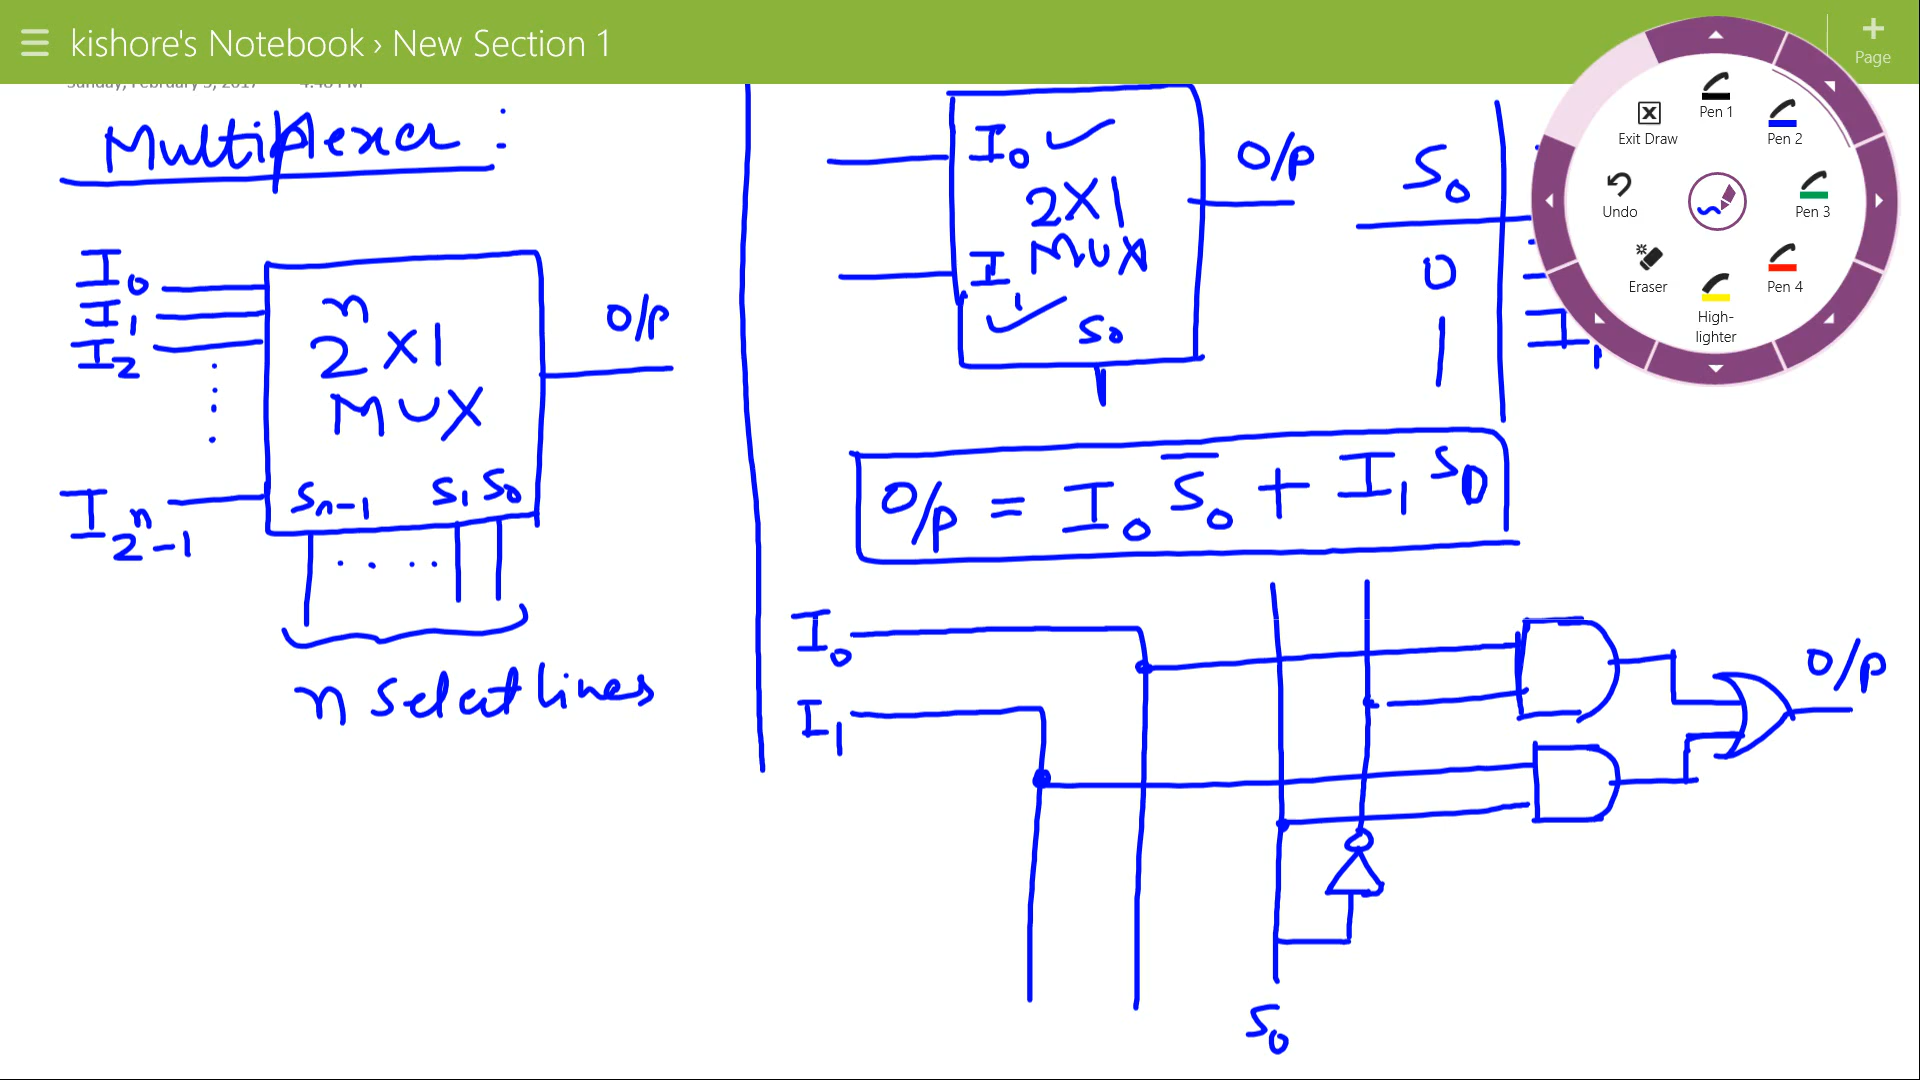 kishore's Notebook › New Section 1
Page
Multiplexer :
I0
I1
I2
I2^n-1
2^n X1
MUX
Sn-1 S1 S0
O/P
n Select lines
I0
2X1
I1 MUX
S0
O/P
S0
0
1 I1
O/P = I0 S̅0 + I1 S0
I0
I1
O/P
S0
Pen 1
Exit Draw
Pen 2
Undo
Pen 3
Eraser
Pen 4
High-
lighter